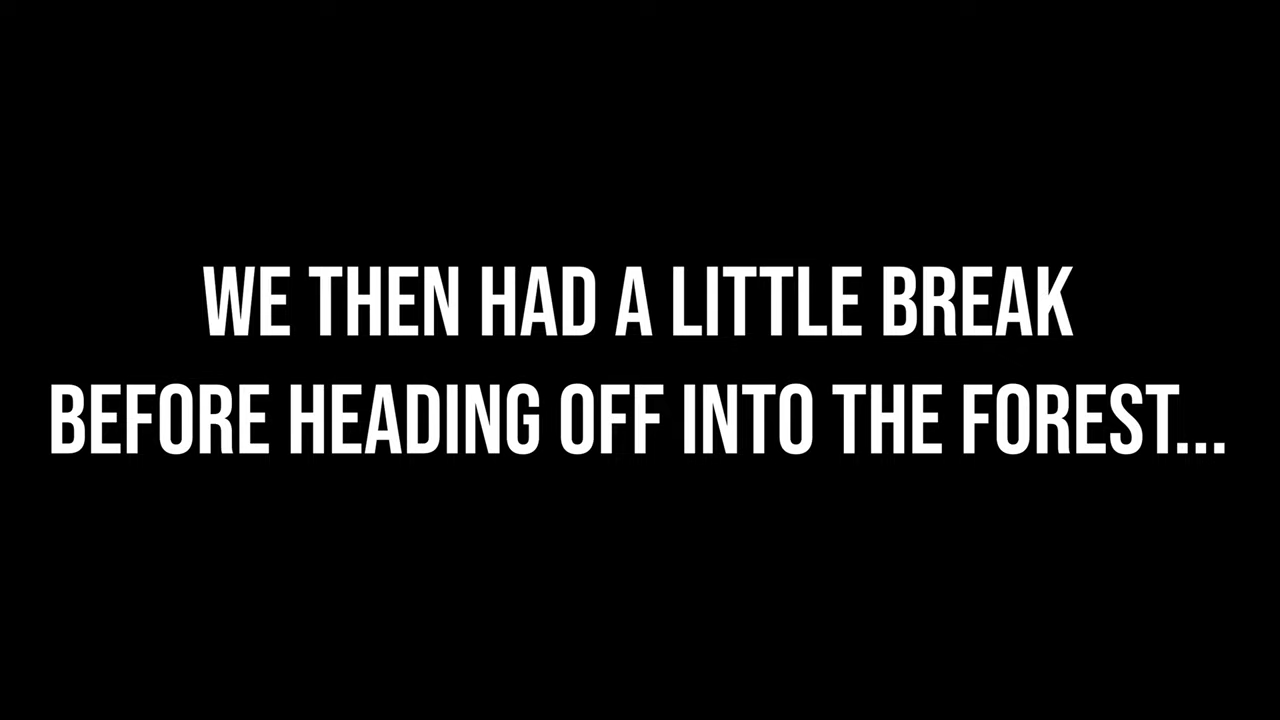 WE THEN HAD A LITTLE BREAK
BEFORE HEADING OFF INTO THE FOREST...